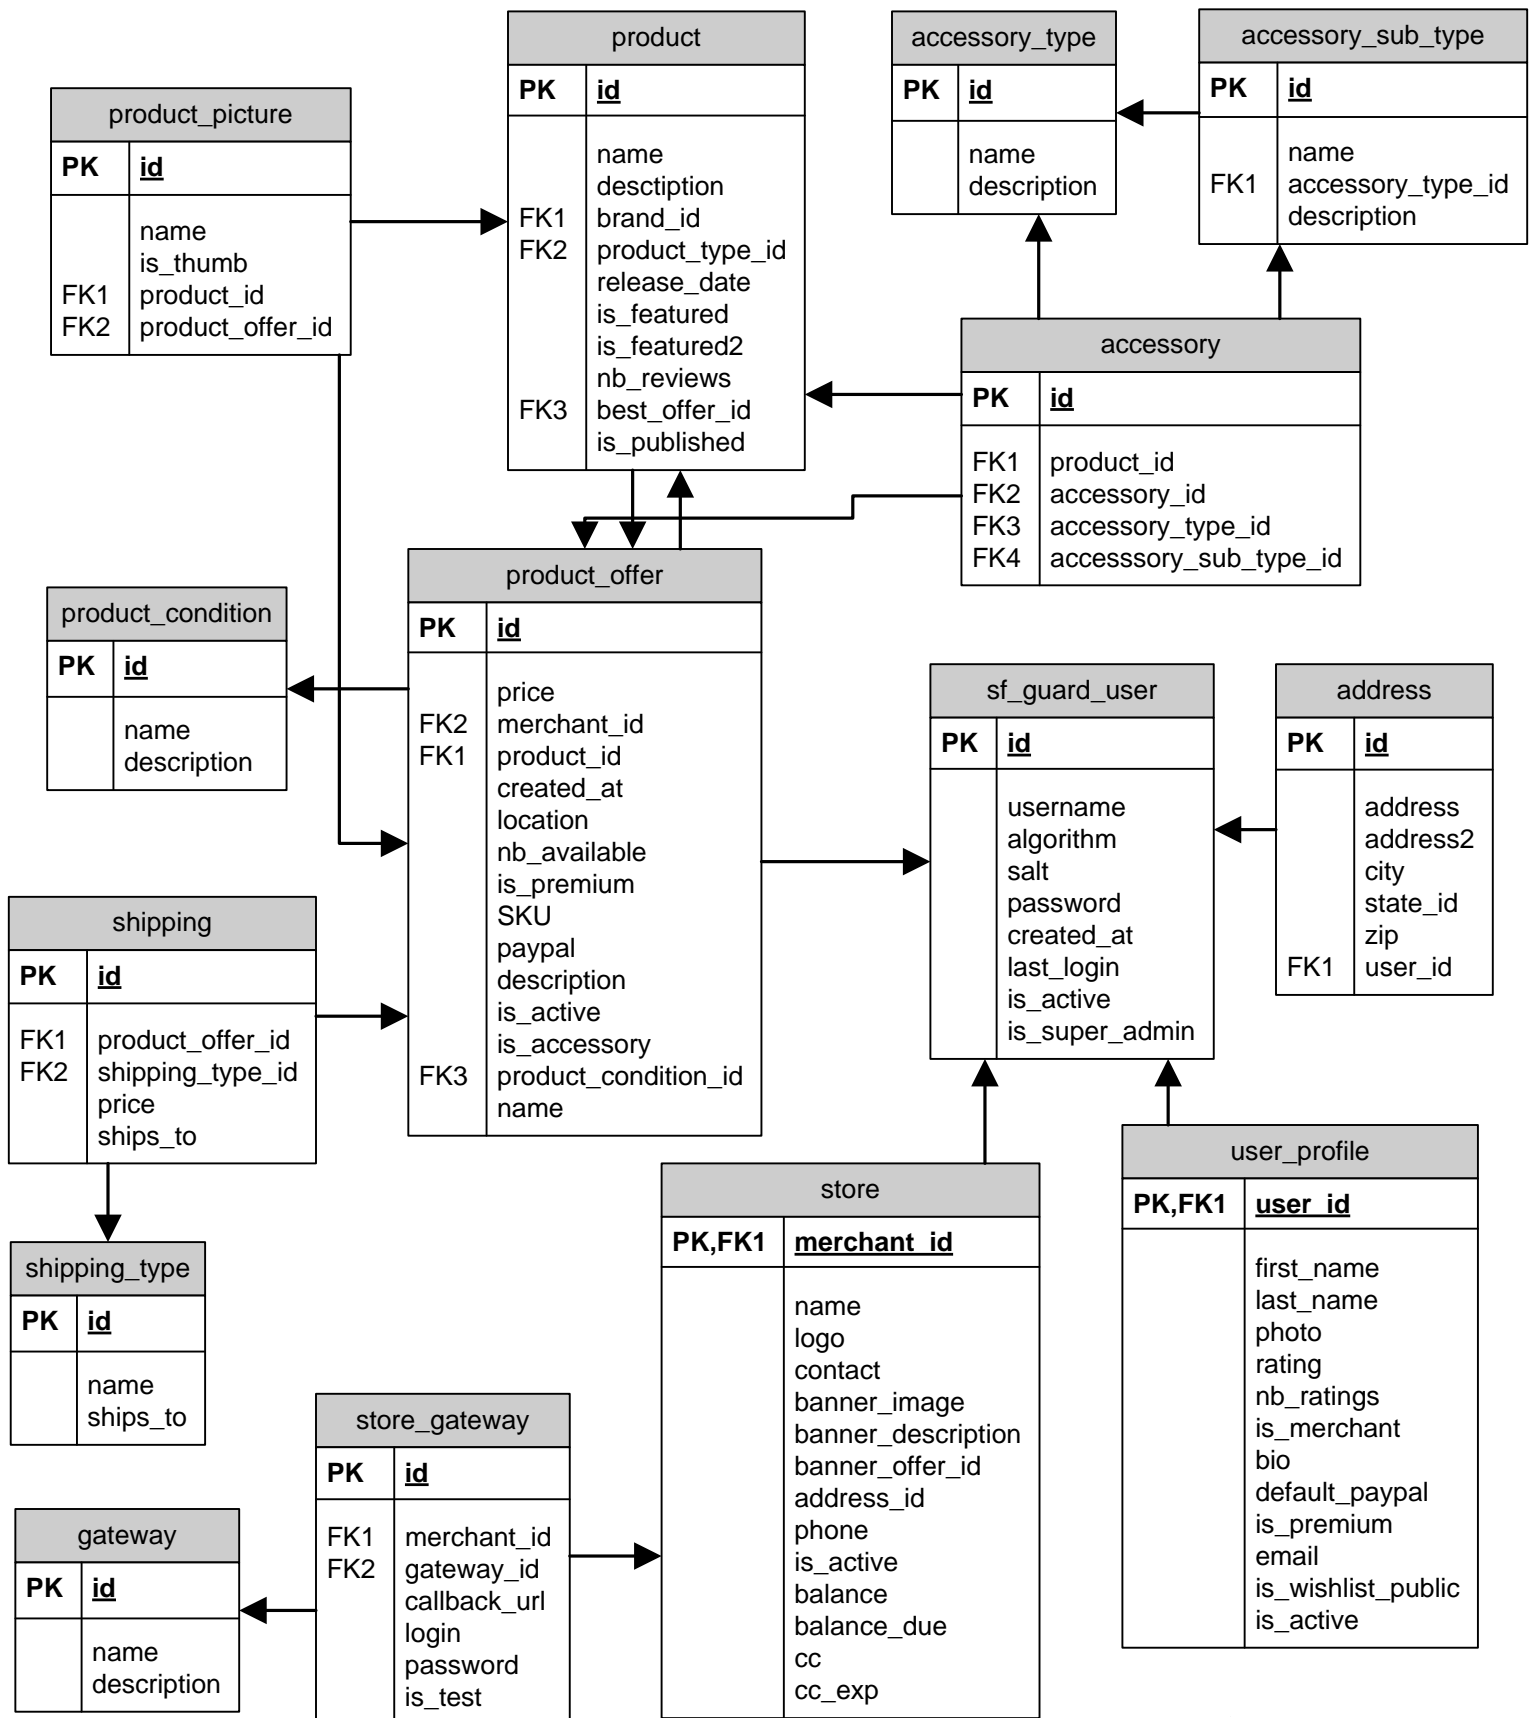 product
PK id
name
desctiption
FK1 brand_id
FK2 product_type_id
release_date
is_featured
is_featured2
nb_reviews
FK3 best_offer_id
is_published
accessory_type
PK id
name
description
accessory_sub_type
PK id
name
FK1 accessory_type_id
description
product_picture
PK id
name
is_thumb
FK1 product_id
FK2 product_offer_id
accessory
PK id
FK1 product_id
FK2 accessory_id
FK3 accessory_type_id
FK4 accesssory_sub_type_id
product_offer
PK id
price
FK2 merchant_id
FK1 product_id
created_at
location
nb_available
is_premium
SKU
paypal
description
is_active
is_accessory
FK3 product_condition_id
name
product_condition
PK id
name
description
sf_guard_user
PK id
username
algorithm
salt
password
created_at
last_login
is_active
is_super_admin
address
PK id
address
address2
city
state_id
zip
FK1 user_id
shipping
PK id
FK1 product_offer_id
FK2 shipping_type_id
price
ships_to
shipping_type
PK id
name
ships_to
store
PK,FK1 merchant_id
name
logo
contact
banner_image
banner_description
banner_offer_id
address_id
phone
is_active
balance
balance_due
cc
cc_exp
user_profile
PK,FK1 user_id
first_name
last_name
photo
rating
nb_ratings
is_merchant
bio
default_paypal
is_premium
email
is_wishlist_public
is_active
store_gateway
PK id
FK1 merchant_id
FK2 gateway_id
callback_url
login
password
is_test
gateway
PK id
name
description